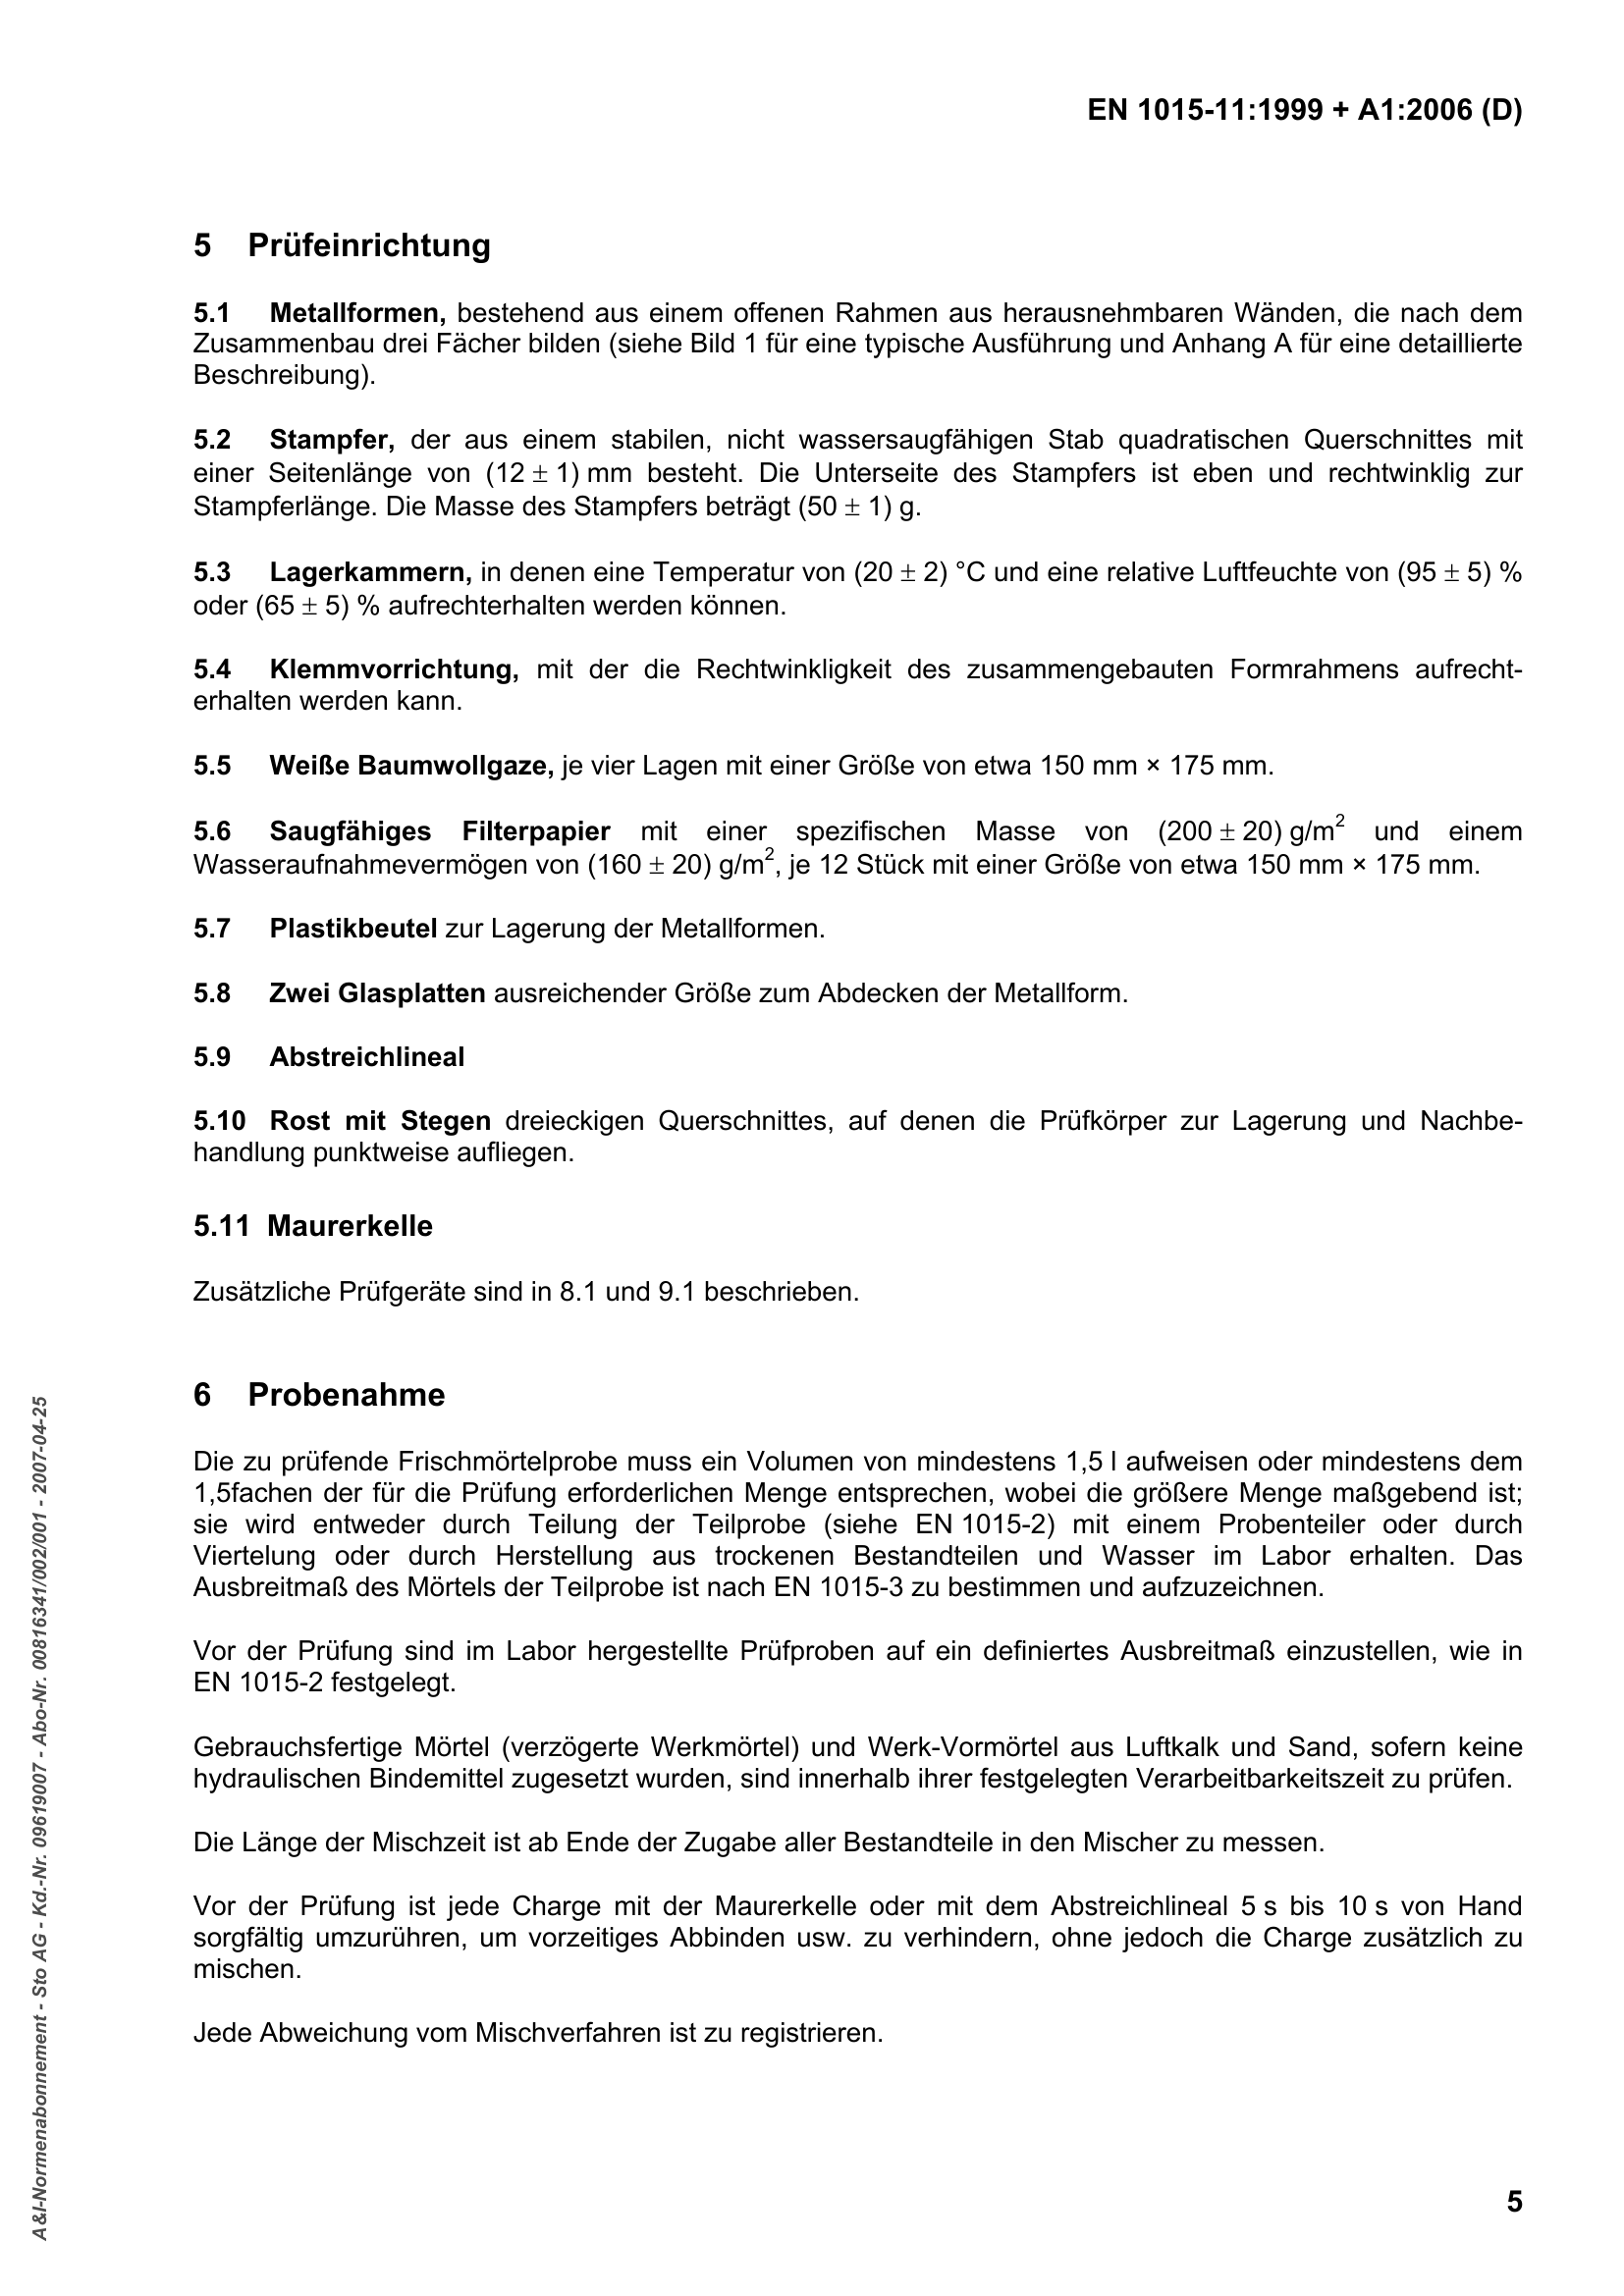 EN 1015-11:1999 + A1:2006 (D)
5 Prüfeinrichtung
5.1 Metallformen, bestehend aus einem offenen Rahmen aus herausnehmbaren Wänden, die nach dem
Zusammenbau drei Fächer bilden (siehe Bild 1 für eine typische Ausführung und Anhang A für eine detaillierte
Beschreibung).
5.2 Stampfer, der aus einem stabilen, nicht wassersaugfähigen Stab quadratischen Querschnittes mit
einer Seitenlänge von (12 ± 1) mm besteht. Die Unterseite des Stampfers ist eben und rechtwinklig zur
Stampferlänge. Die Masse des Stampfers beträgt (50 ± 1) g.
5.3 Lagerkammern, in denen eine Temperatur von (20 ± 2) °C und eine relative Luftfeuchte von (95 ± 5) %
oder (65 ± 5) % aufrechterhalten werden können.
5.4 Klemmvorrichtung, mit der die Rechtwinkligkeit des zusammengebauten Formrahmens aufrecht-
erhalten werden kann.
5.5 Weiße Baumwollgaze, je vier Lagen mit einer Größe von etwa 150 mm × 175 mm.
5.6 Saugfähiges Filterpapier mit einer spezifischen Masse von (200 ± 20) g/m² und einem
Wasseraufnahmevermögen von (160 ± 20) g/m², je 12 Stück mit einer Größe von etwa 150 mm × 175 mm.
5.7 Plastikbeutel zur Lagerung der Metallformen.
5.8 Zwei Glasplatten ausreichender Größe zum Abdecken der Metallform.
5.9 Abstreichlineal
5.10 Rost mit Stegen dreieckigen Querschnittes, auf denen die Prüfkörper zur Lagerung und Nachbe-
handlung punktweise aufliegen.
5.11 Maurerkelle
Zusätzliche Prüfgeräte sind in 8.1 und 9.1 beschrieben.
6 Probenahme
Die zu prüfende Frischmörtelprobe muss ein Volumen von mindestens 1,5 l aufweisen oder mindestens dem
1,5fachen der für die Prüfung erforderlichen Menge entsprechen, wobei die größere Menge maßgebend ist;
sie wird entweder durch Teilung der Teilprobe (siehe EN 1015-2) mit einem Probenteiler oder durch
Viertelung oder durch Herstellung aus trockenen Bestandteilen und Wasser im Labor erhalten. Das
Ausbreitmaß des Mörtels der Teilprobe ist nach EN 1015-3 zu bestimmen und aufzuzeichnen.
Vor der Prüfung sind im Labor hergestellte Prüfproben auf ein definiertes Ausbreitmaß einzustellen, wie in
EN 1015-2 festgelegt.
Gebrauchsfertige Mörtel (verzögerte Werkmörtel) und Werk-Vormörtel aus Luftkalk und Sand, sofern keine
hydraulischen Bindemittel zugesetzt wurden, sind innerhalb ihrer festgelegten Verarbeitbarkeitszeit zu prüfen.
Die Länge der Mischzeit ist ab Ende der Zugabe aller Bestandteile in den Mischer zu messen.
Vor der Prüfung ist jede Charge mit der Maurerkelle oder mit dem Abstreichlineal 5 s bis 10 s von Hand
sorgfältig umzurühren, um vorzeitiges Abbinden usw. zu verhindern, ohne jedoch die Charge zusätzlich zu
mischen.
Jede Abweichung vom Mischverfahren ist zu registrieren.
A&I-Normenabonnement - Sto AG - Kd.-Nr. 09619007 - Abo-Nr. 00816341/002/001 - 2007-04-25
5